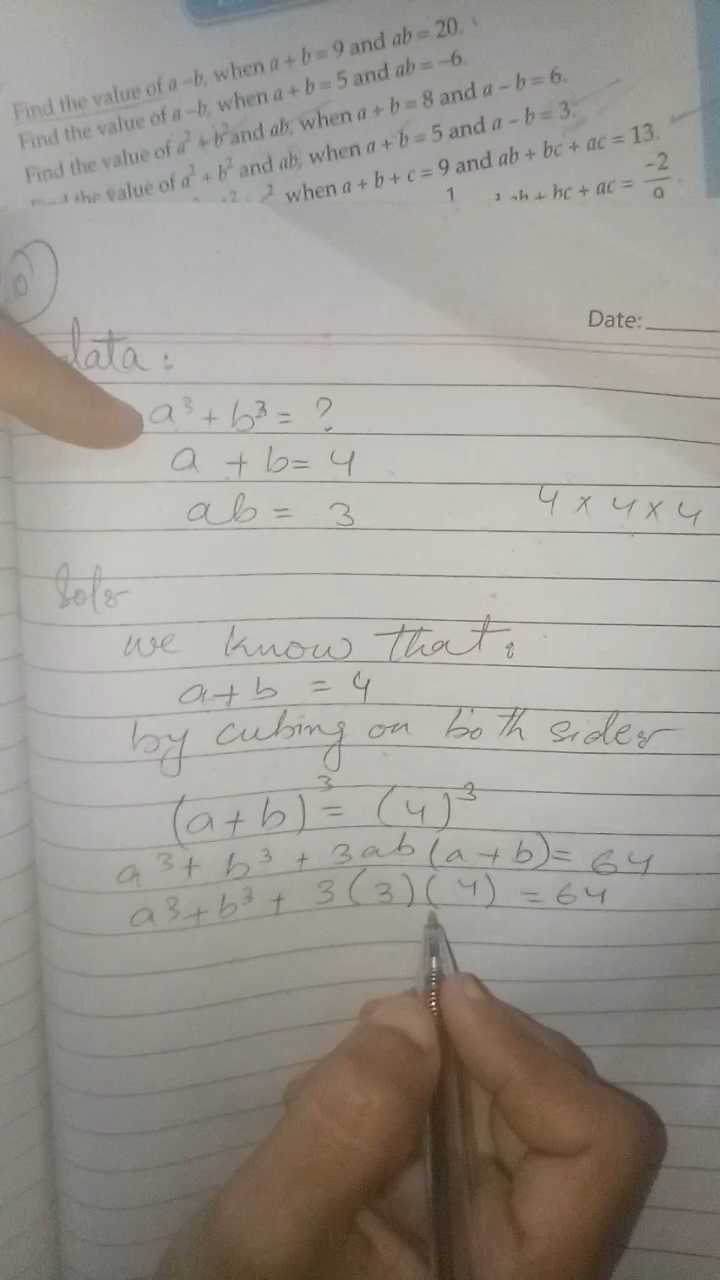 Find the value of a – b, when a + b = 9 and ab = 20.
Find the value of a – b, when a + b = 5 and ab = –6.
Find the value of a² + b² and ab, when a + b = 8 and a – b = 6.
the value of a² + b² and ab, when a + b = 5 and a – b = 3.
when a + b + c = 9 and ab + bc + ac = 13.
bc + ac = –2
Date:
data :
a³ + b³ = ?
a + b = 4
ab = 3
4 × 4 × 4
Sol:
we know that:
a + b = 4
by cubing on both sides
(a + b)³ = (4)³
a³ + b³ + 3ab(a + b) = 64
a³ + b³ + 3(3)(4) = 64